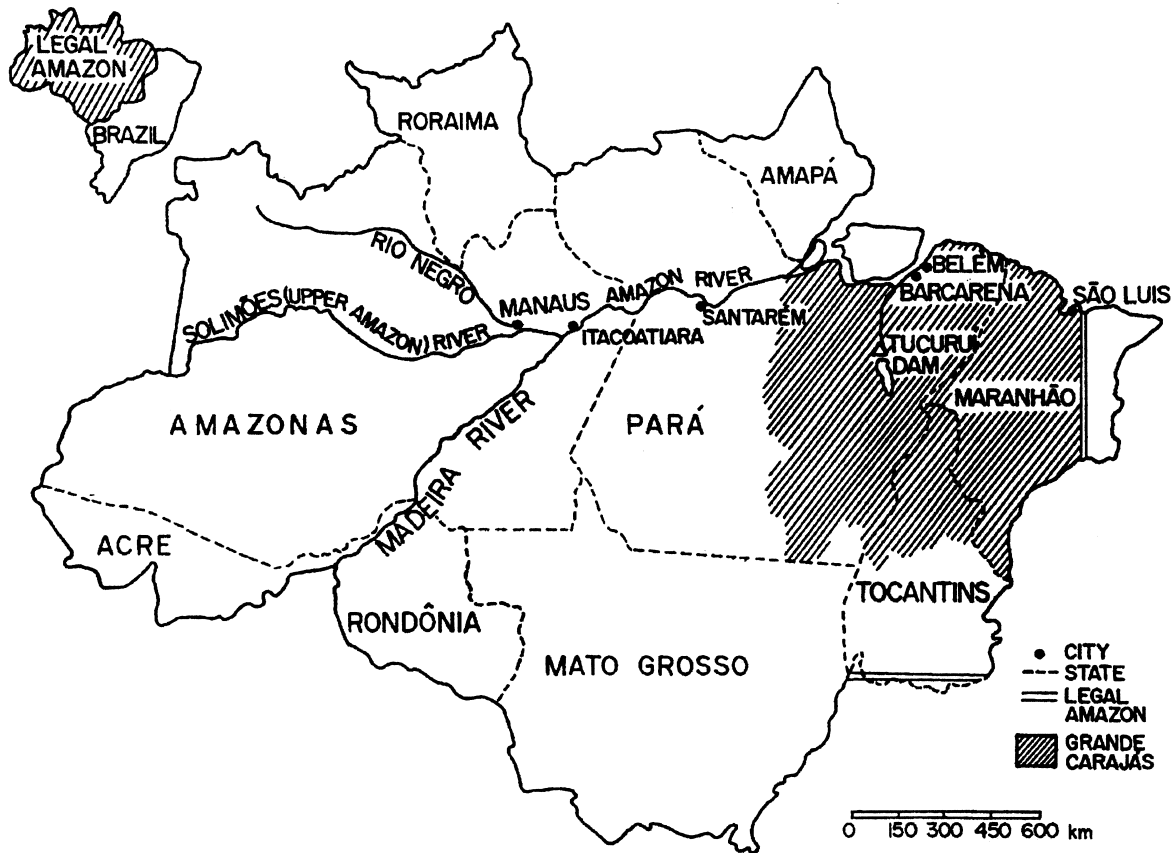 LEGAL
AMAZON
BRAZIL
RORAIMA
AMAPÁ
RIO NEGRO
SOLIMÕES (UPPER AMAZON) RIVER
MANAUS
AMAZON RIVER
ITACOATIARA
SANTARÉM
BELÉM
BARCARENA
SÃO LUIS
TUCURUI
DAM
MARANHÃO
AMAZONAS
MADEIRA RIVER
PARÁ
ACRE
RONDÔNIA
MATO GROSSO
TOCANTINS
CITY
STATE
LEGAL
AMAZON
GRANDE
CARAJÁS
0 150 300 450 600 km